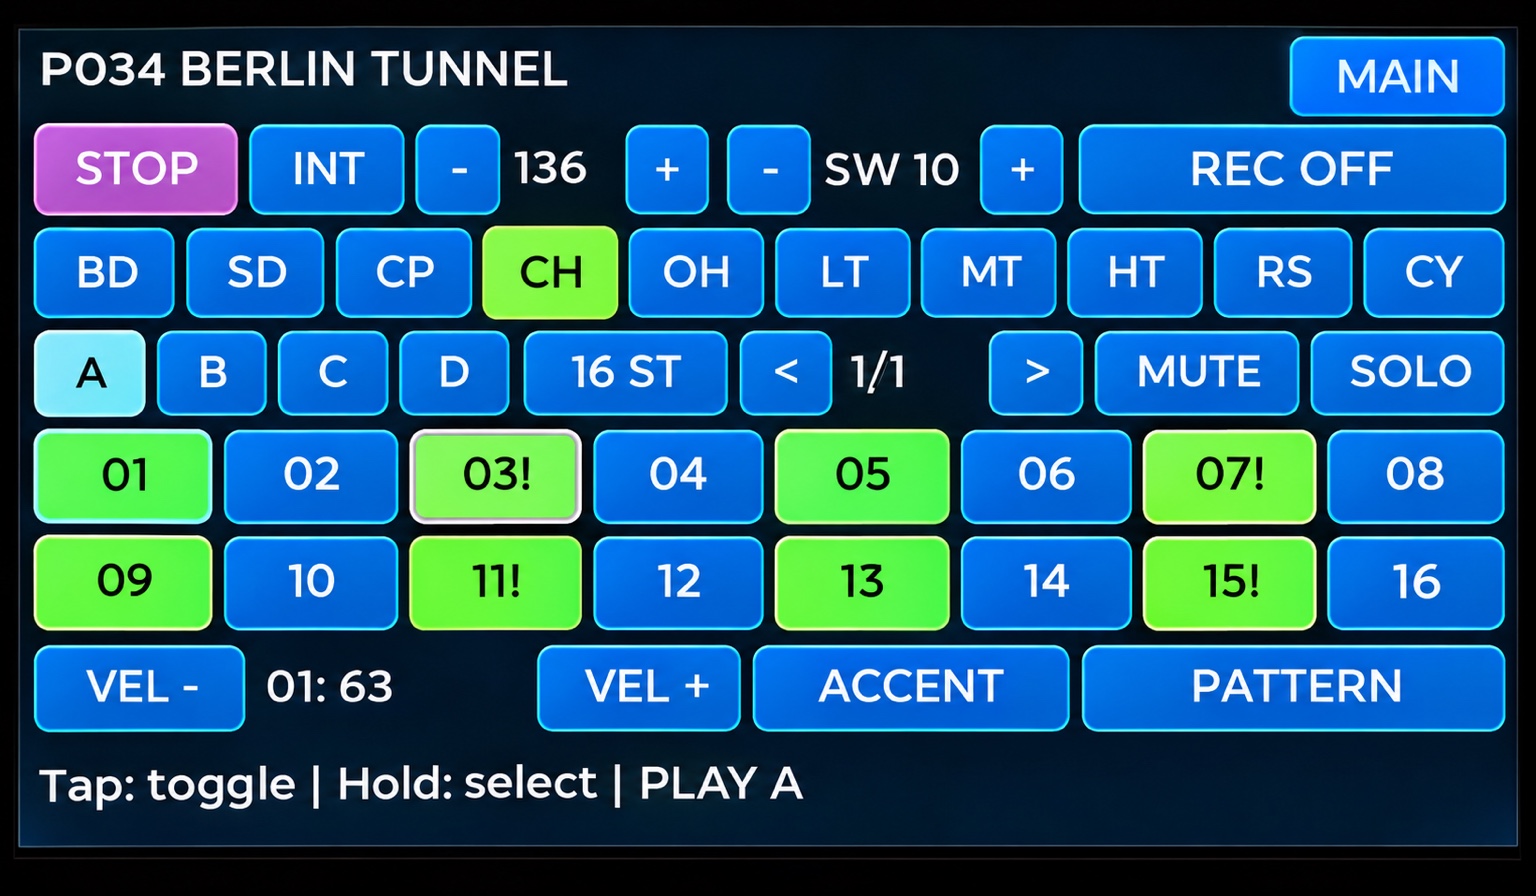 P034 BERLIN TUNNEL MAIN
STOP INT - 136 + - SW 10 + REC OFF
BD SD CP CH OH LT MT HT RS CY
A B C D 16 ST < 1/1 > MUTE SOLO
01 02 03! 04 05 06 07! 08
09 10 11! 12 13 14 15! 16
VEL - 01: 63 VEL + ACCENT PATTERN
Tap: toggle | Hold: select | PLAY A